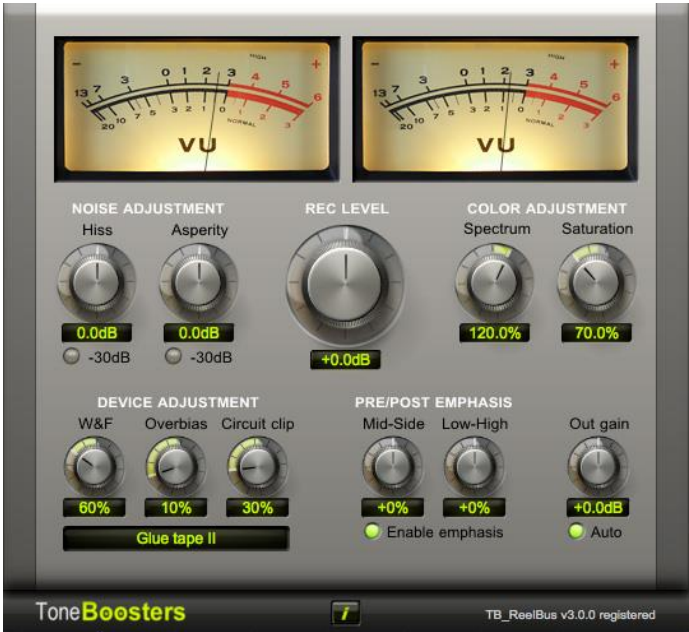 - HIGH +
13 7 3 0 1 2 3 4 5 6
20 10 7 5 3 2 1 0 1 2 3
NORMAL
VU
- HIGH +
13 7 3 0 1 2 3 4 5 6
20 10 7 5 3 2 1 0 1 2 3
NORMAL
VU
NOISE ADJUSTMENT REC LEVEL COLOR ADJUSTMENT
Hiss Asperity Spectrum Saturation
0.0dB 0.0dB +0.0dB 120.0% 70.0%
-30dB -30dB
DEVICE ADJUSTMENT PRE/POST EMPHASIS
W&F Overbias Circuit clip Mid-Side Low-High Out gain
60% 10% 30% +0% +0% +0.0dB
Glue tape II Enable emphasis Auto
ToneBoosters i TB_ReelBus v3.0.0 registered